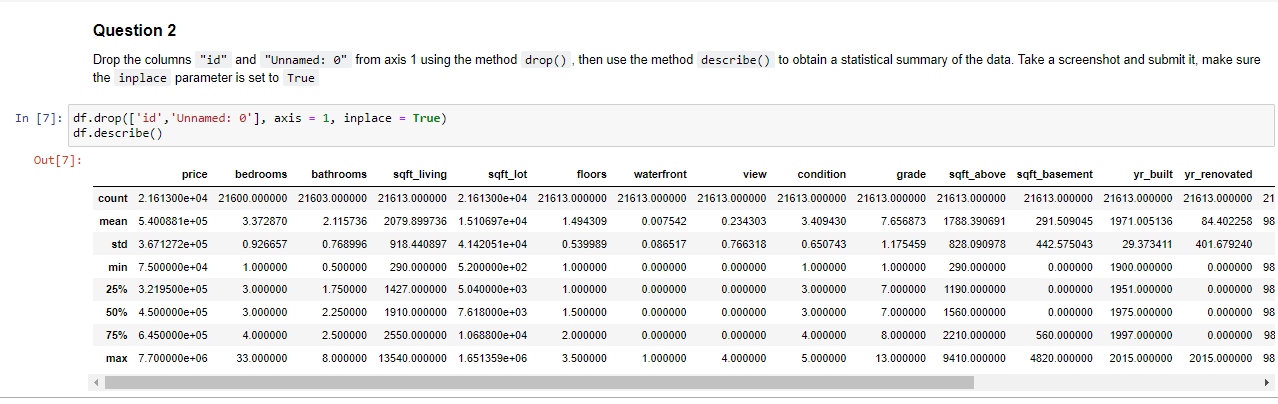 Question 2
Drop the columns "id" and "Unnamed: 0" from axis 1 using the method drop() , then use the method describe() to obtain a statistical summary of the data. Take a screenshot and submit it, make sure
the inplace parameter is set to True
In [7]: df.drop(['id','Unnamed: 0'], axis = 1, inplace = True)
df.describe()
Out[7]:
price bedrooms bathrooms sqft_living sqft_lot floors waterfront view condition grade sqft_above sqft_basement yr_built yr_renovated
count 2.161300e+04 21600.000000 21603.000000 21613.000000 2.161300e+04 21613.000000 21613.000000 21613.000000 21613.000000 21613.000000 21613.000000 21613.000000 21613.000000 21613.000000 21
mean 5.400881e+05 3.372870 2.115736 2079.899736 1.510697e+04 1.494309 0.007542 0.234303 3.409430 7.656873 1788.390691 291.509045 1971.005136 84.402258 98
std 3.671272e+05 0.926657 0.768996 918.440897 4.142051e+04 0.539989 0.086517 0.766318 0.650743 1.175459 828.090978 442.575043 29.373411 401.679240
min 7.500000e+04 1.000000 0.500000 290.000000 5.200000e+02 1.000000 0.000000 0.000000 1.000000 1.000000 290.000000 0.000000 1900.000000 0.000000 98
25% 3.219500e+05 3.000000 1.750000 1427.000000 5.040000e+03 1.000000 0.000000 0.000000 3.000000 7.000000 1190.000000 0.000000 1951.000000 0.000000 98
50% 4.500000e+05 3.000000 2.250000 1910.000000 7.618000e+03 1.500000 0.000000 0.000000 3.000000 7.000000 1560.000000 0.000000 1975.000000 0.000000 98
75% 6.450000e+05 4.000000 2.500000 2550.000000 1.068800e+04 2.000000 0.000000 0.000000 4.000000 8.000000 2210.000000 560.000000 1997.000000 0.000000 98
max 7.700000e+06 33.000000 8.000000 13540.000000 1.651359e+06 3.500000 1.000000 4.000000 5.000000 13.000000 9410.000000 4820.000000 2015.000000 2015.000000 98